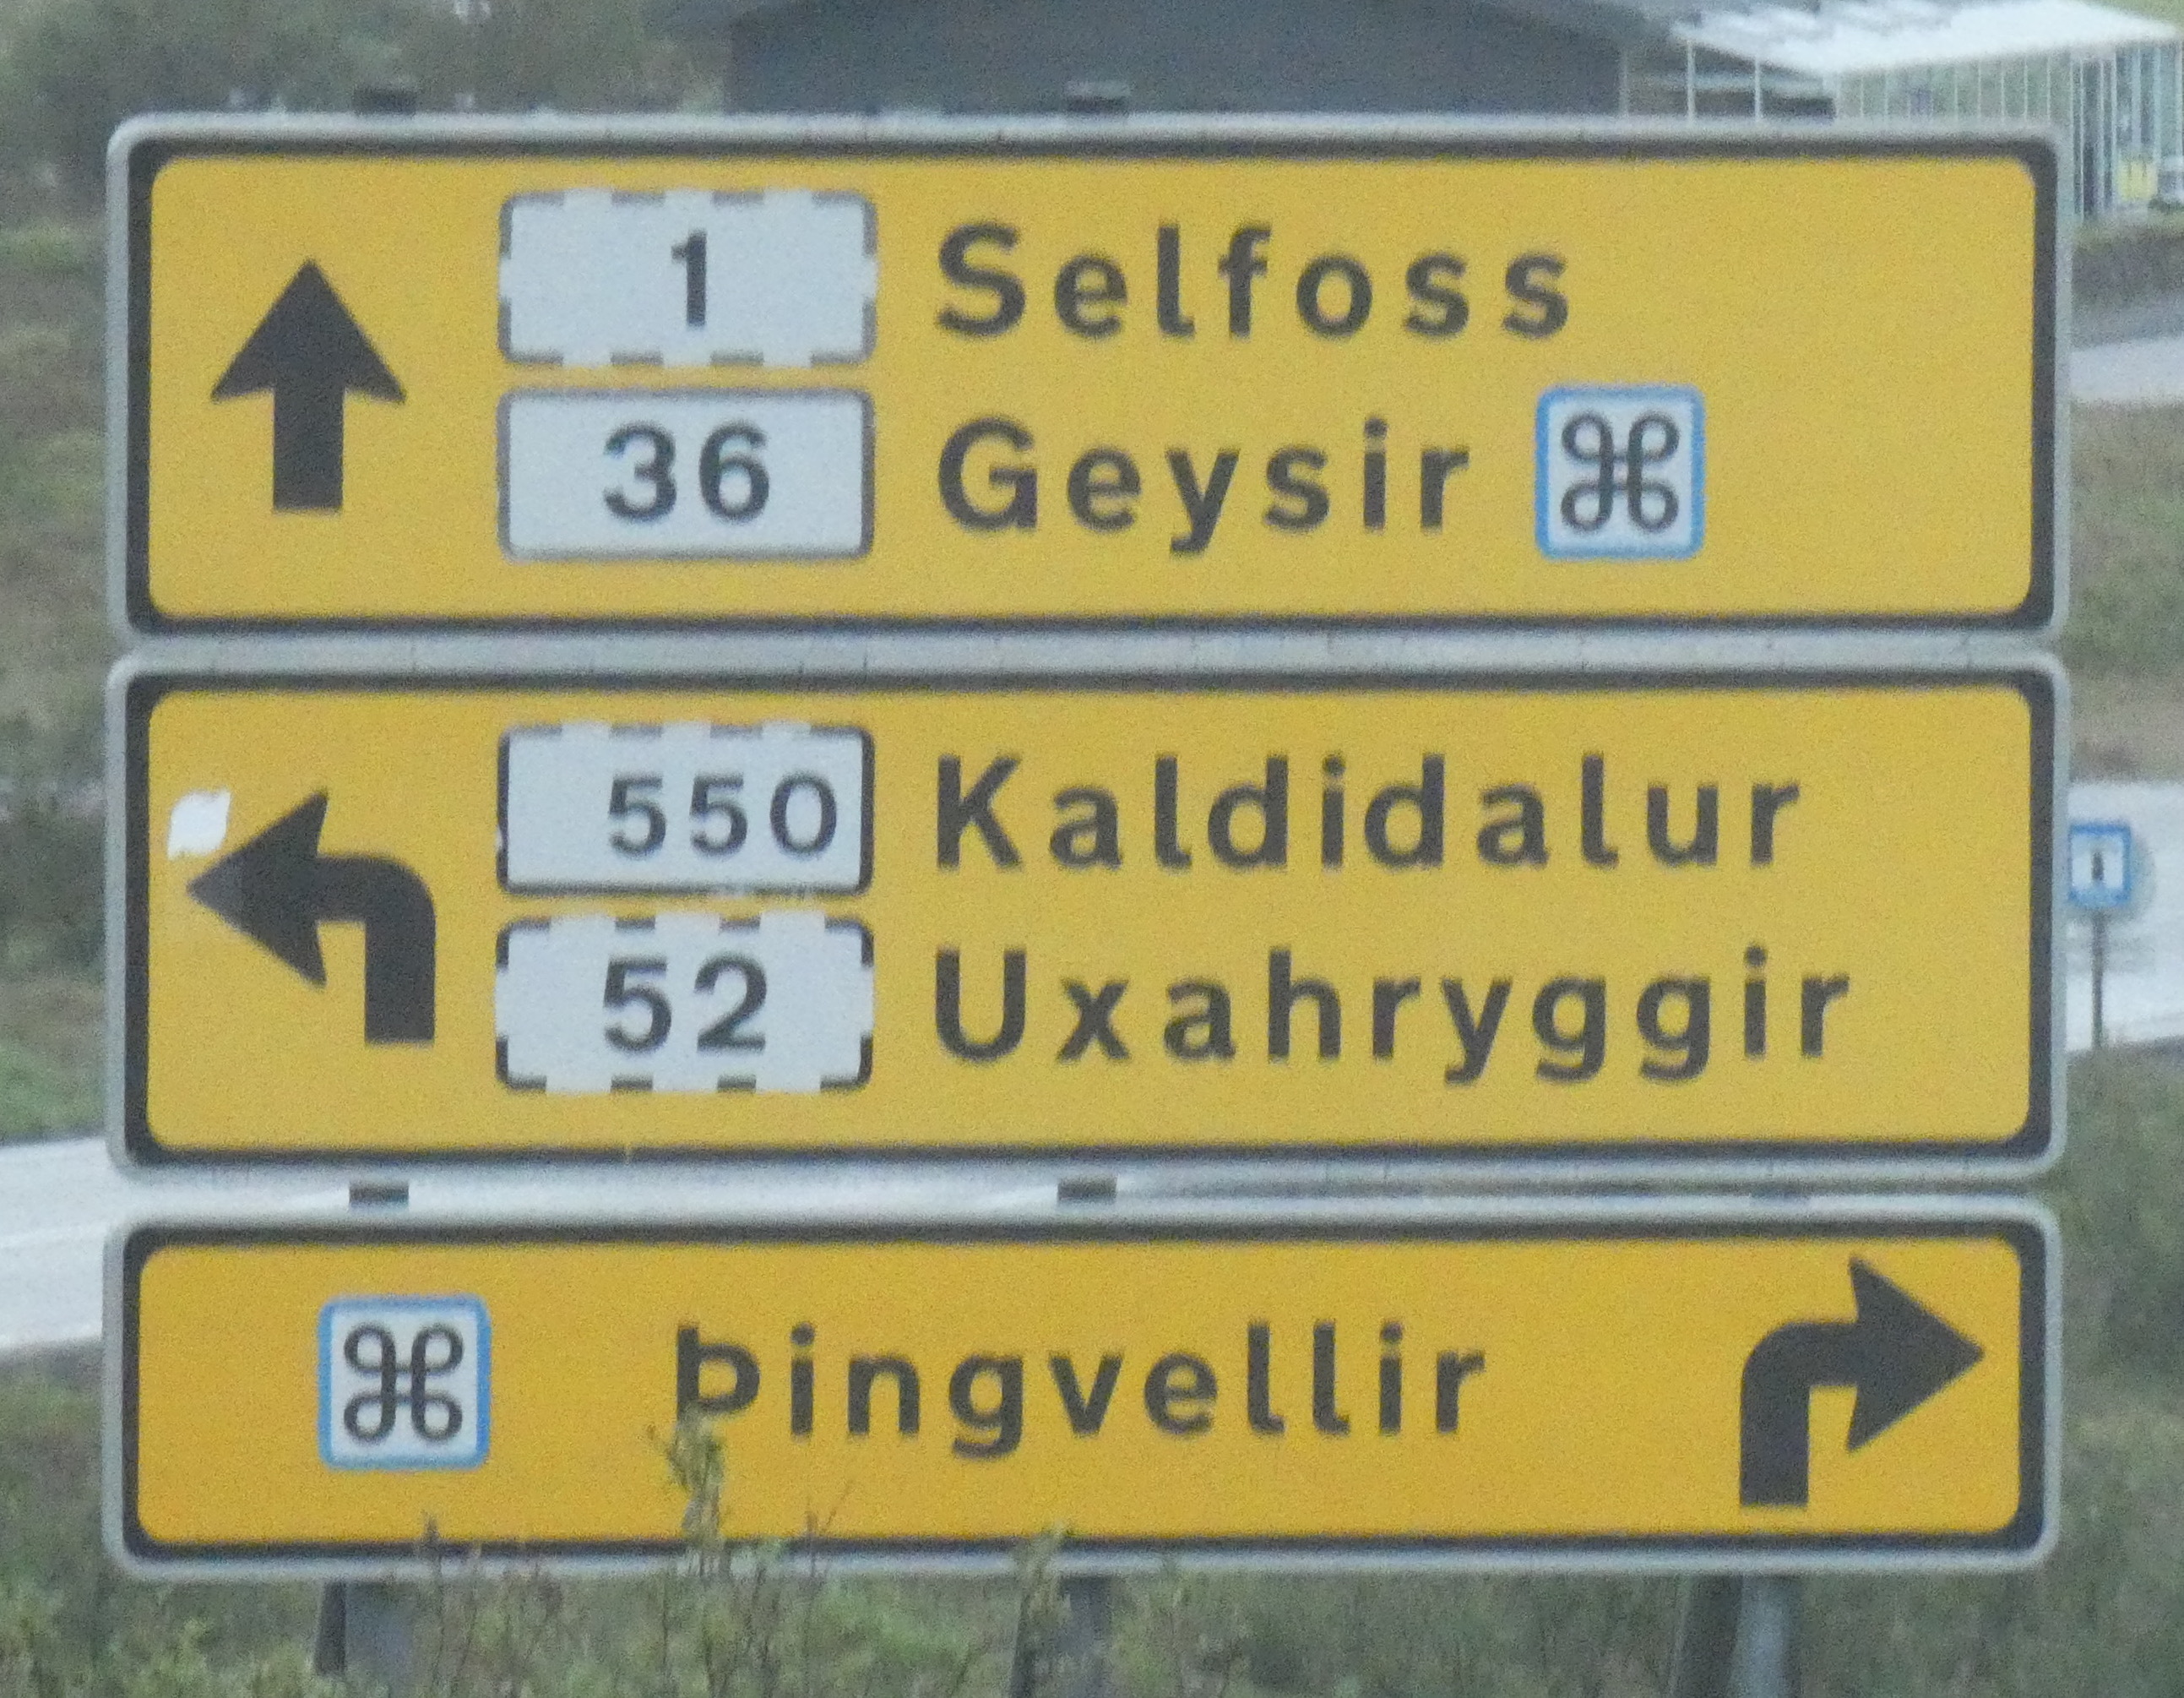 1 Selfoss
36 Geysir ⌘
550 Kaldidalur
52 Uxahryggir
⌘ Þingvellir